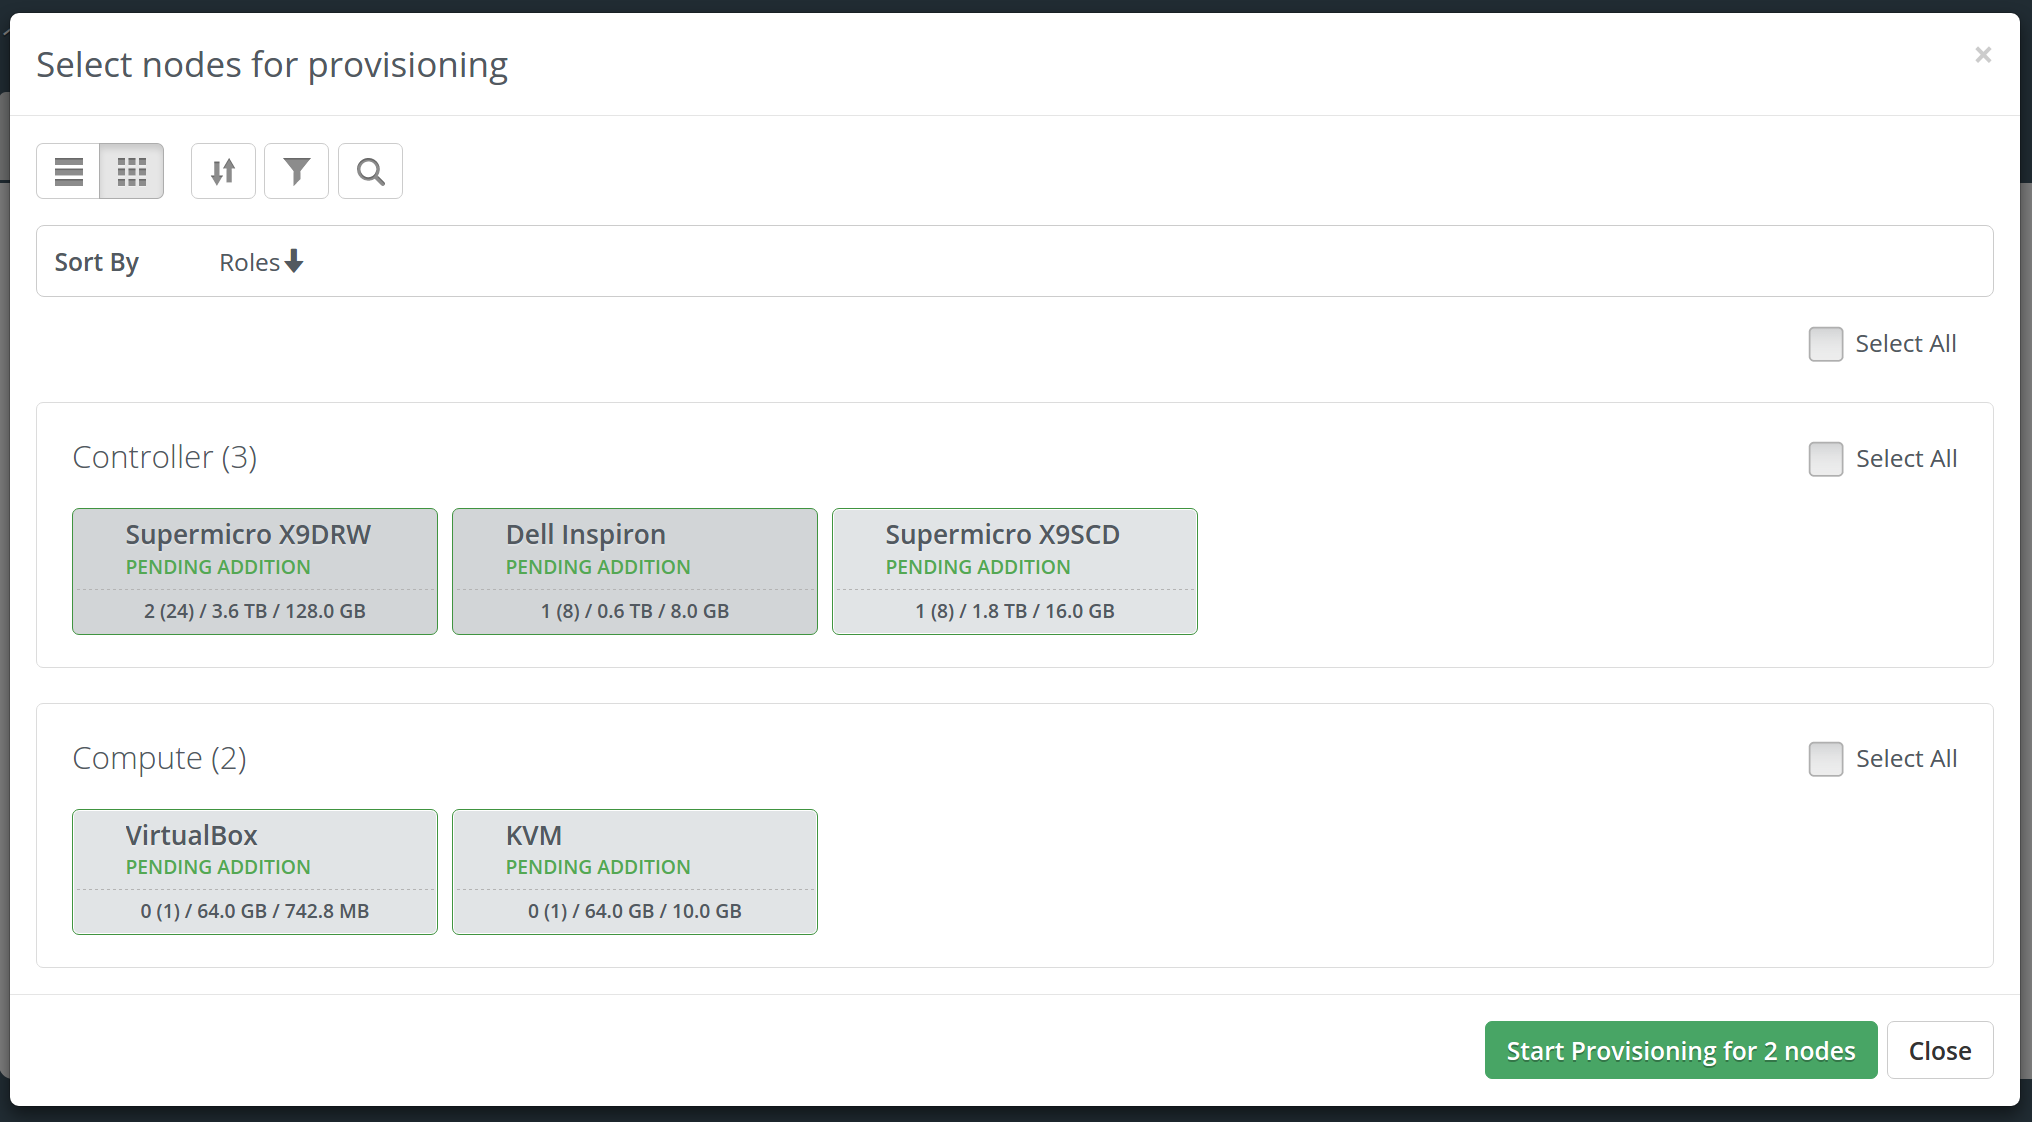 Select nodes for provisioning
×
Sort By Roles
Select All
Controller (3) Select All
Supermicro X9DRW
PENDING ADDITION
2 (24) / 3.6 TB / 128.0 GB
Dell Inspiron
PENDING ADDITION
1 (8) / 0.6 TB / 8.0 GB
Supermicro X9SCD
PENDING ADDITION
1 (8) / 1.8 TB / 16.0 GB
Compute (2) Select All
VirtualBox
PENDING ADDITION
0 (1) / 64.0 GB / 742.8 MB
KVM
PENDING ADDITION
0 (1) / 64.0 GB / 10.0 GB
Start Provisioning for 2 nodes
Close